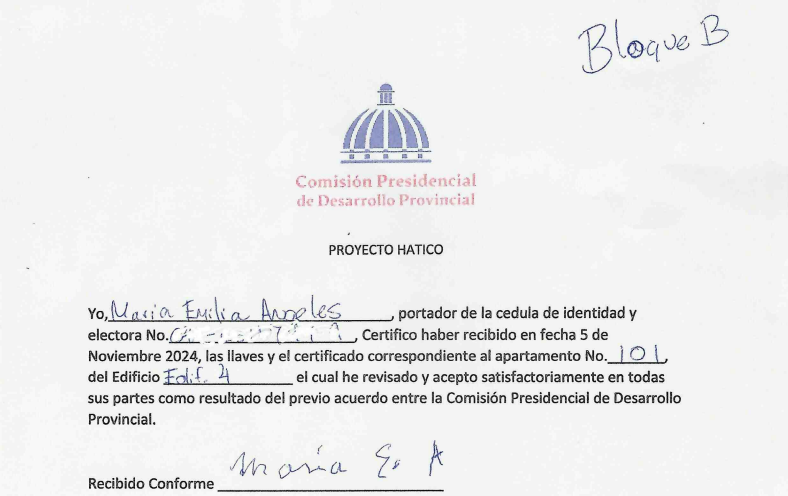 Bloque B
Comisión Presidencial
de Desarrollo Provincial
PROYECTO HATICO
Yo, Maria Emilia Angeles, portador de la cedula de identidad y
electora No. , Certifico haber recibido en fecha 5 de
Noviembre 2024, las llaves y el certificado correspondiente al apartamento No. 101,
del Edificio Edif. 4 el cual he revisado y acepto satisfactoriamente en todas
sus partes como resultado del previo acuerdo entre la Comisión Presidencial de Desarrollo
Provincial.
Maria E. A
Recibido Conforme